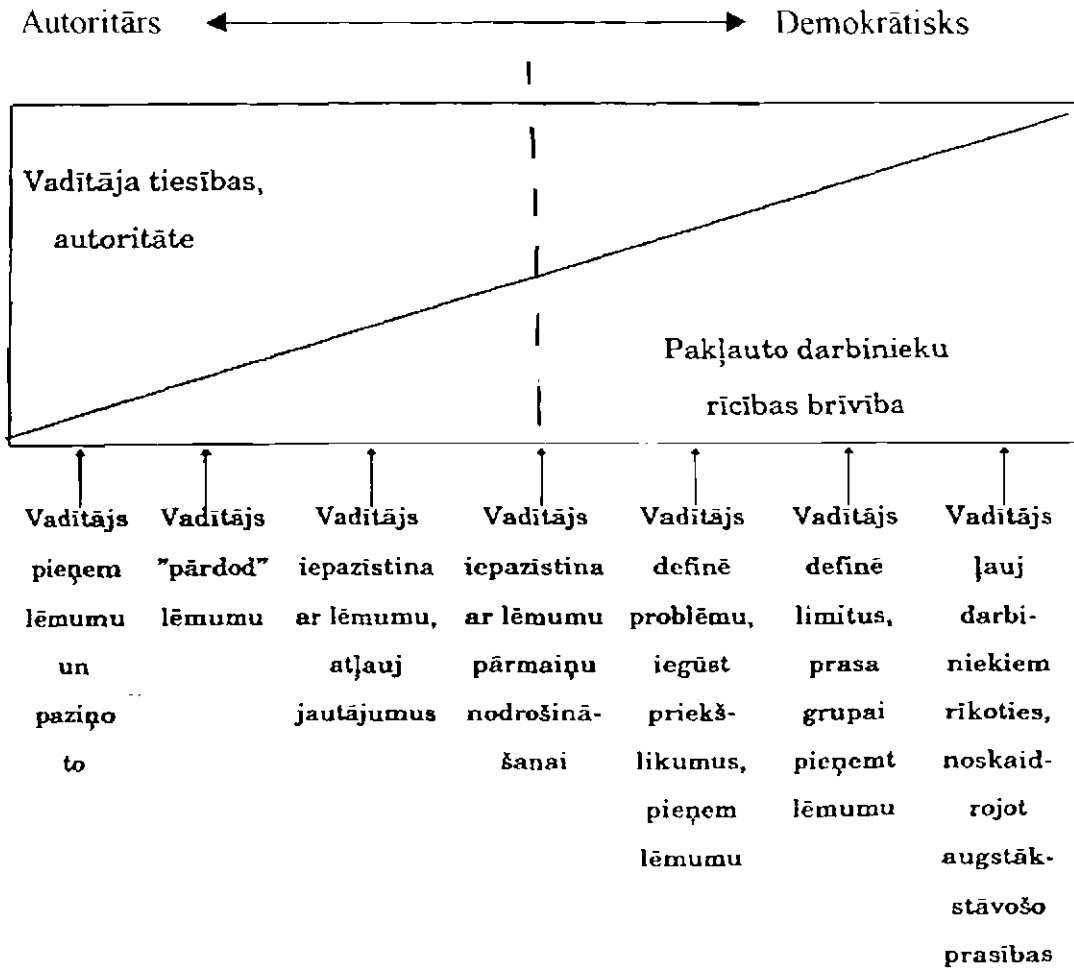 Autoritārs
Demokrātisks
Vadītāja tiesības,
autoritāte
Pakļauto darbinieku
rīcības brīvība
Vadītājs
pieņem
lēmumu
un
paziņo
to
Vadītājs
"pārdod"
lēmumu
Vadītājs
iepazīstina
ar lēmumu,
atļauj
jautājumus
Vadītājs
iepazīstina
ar lēmumu
pārmaiņu
nodrošinā-
šanai
Vadītājs
definē
problēmu,
iegūst
priekš-
likumus,
pieņem
lēmumu
Vadītājs
definē
limitus,
prasa
grupai
pieņemt
lēmumu
Vadītājs
ļauj
darbi-
niekiem
rīkoties,
noskaid-
rojot
augstāk-
stāvošo
prasības